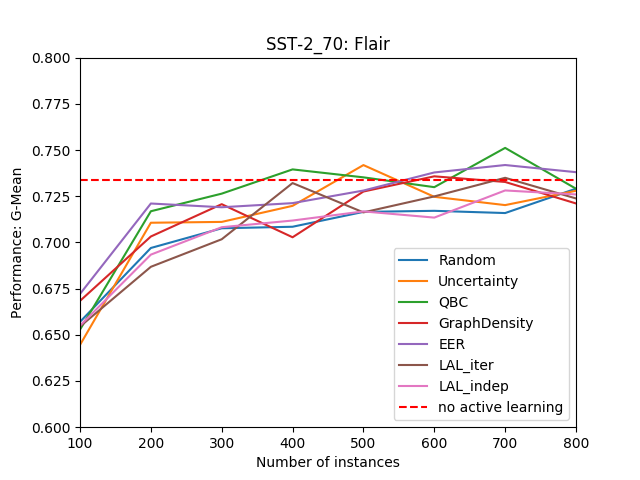 SST-2_70: Flair
Performance: G-Mean
0.800
0.775
0.750
0.725
0.700
0.675
0.650
0.625
0.600
100 200 300 400 500 600 700 800
Number of instances
Random
Uncertainty
QBC
GraphDensity
EER
LAL_iter
LAL_indep
no active learning